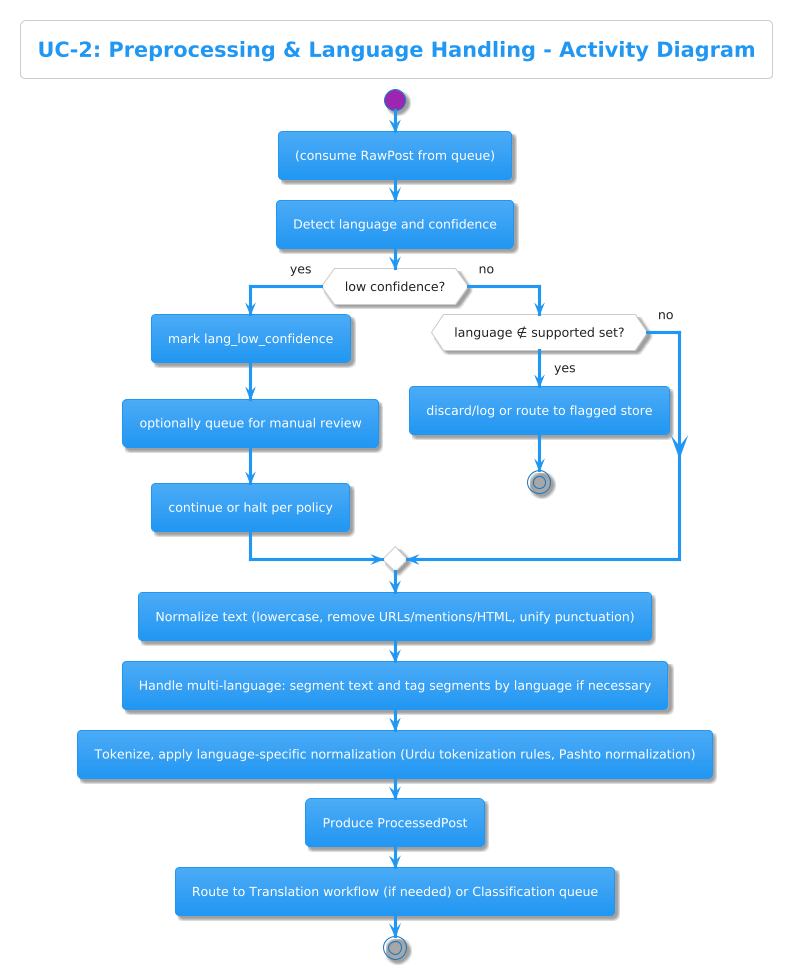 UC-2: Preprocessing & Language Handling - Activity Diagram
(consume RawPost from queue)
Detect language and confidence
yes
low confidence?
no
mark lang_low_confidence
optionally queue for manual review
continue or halt per policy
language ∉ supported set?
no
yes
discard/log or route to flagged store
Normalize text (lowercase, remove URLs/mentions/HTML, unify punctuation)
Handle multi-language: segment text and tag segments by language if necessary
Tokenize, apply language-specific normalization (Urdu tokenization rules, Pashto normalization)
Produce ProcessedPost
Route to Translation workflow (if needed) or Classification queue